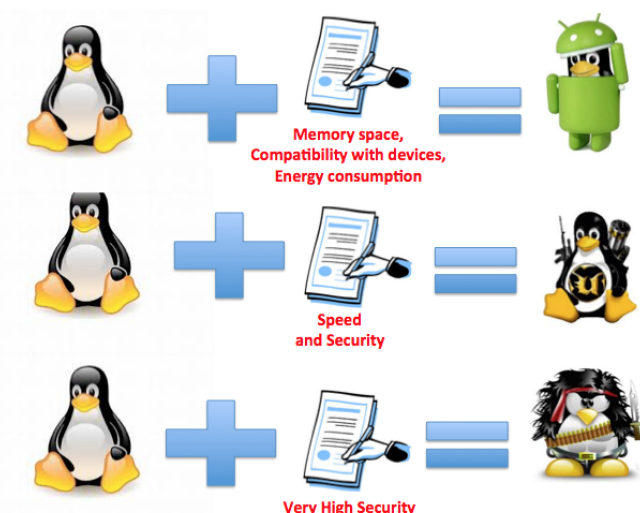 Memory space,
Compatibility with devices,
Energy consumption
Speed
and Security
Very High Security